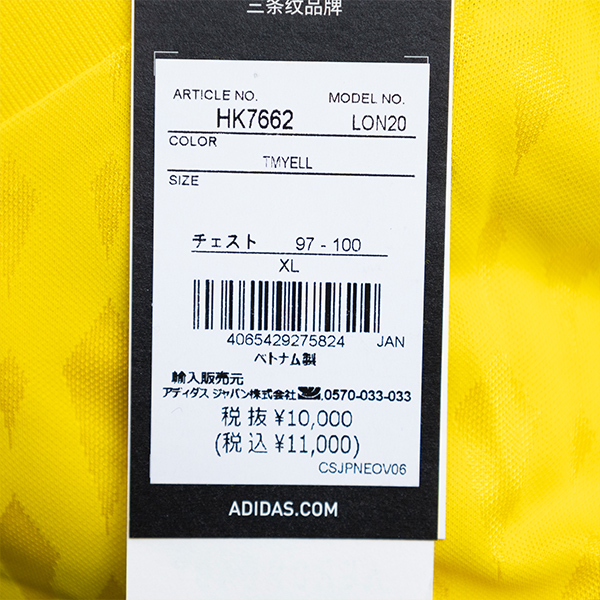 三条纹品牌
ARTICLE NO. MODEL NO.
HK7662 LON20
COLOR
TMYELL
SIZE
チェスト 97 - 100
XL
4065429275824 JAN
ベトナム製
輸入販売元
アディダス ジャパン株式会社 0570-033-033
税抜 ¥10,000
(税込 ¥11,000)
CSJPNEOV06
ADIDAS.COM